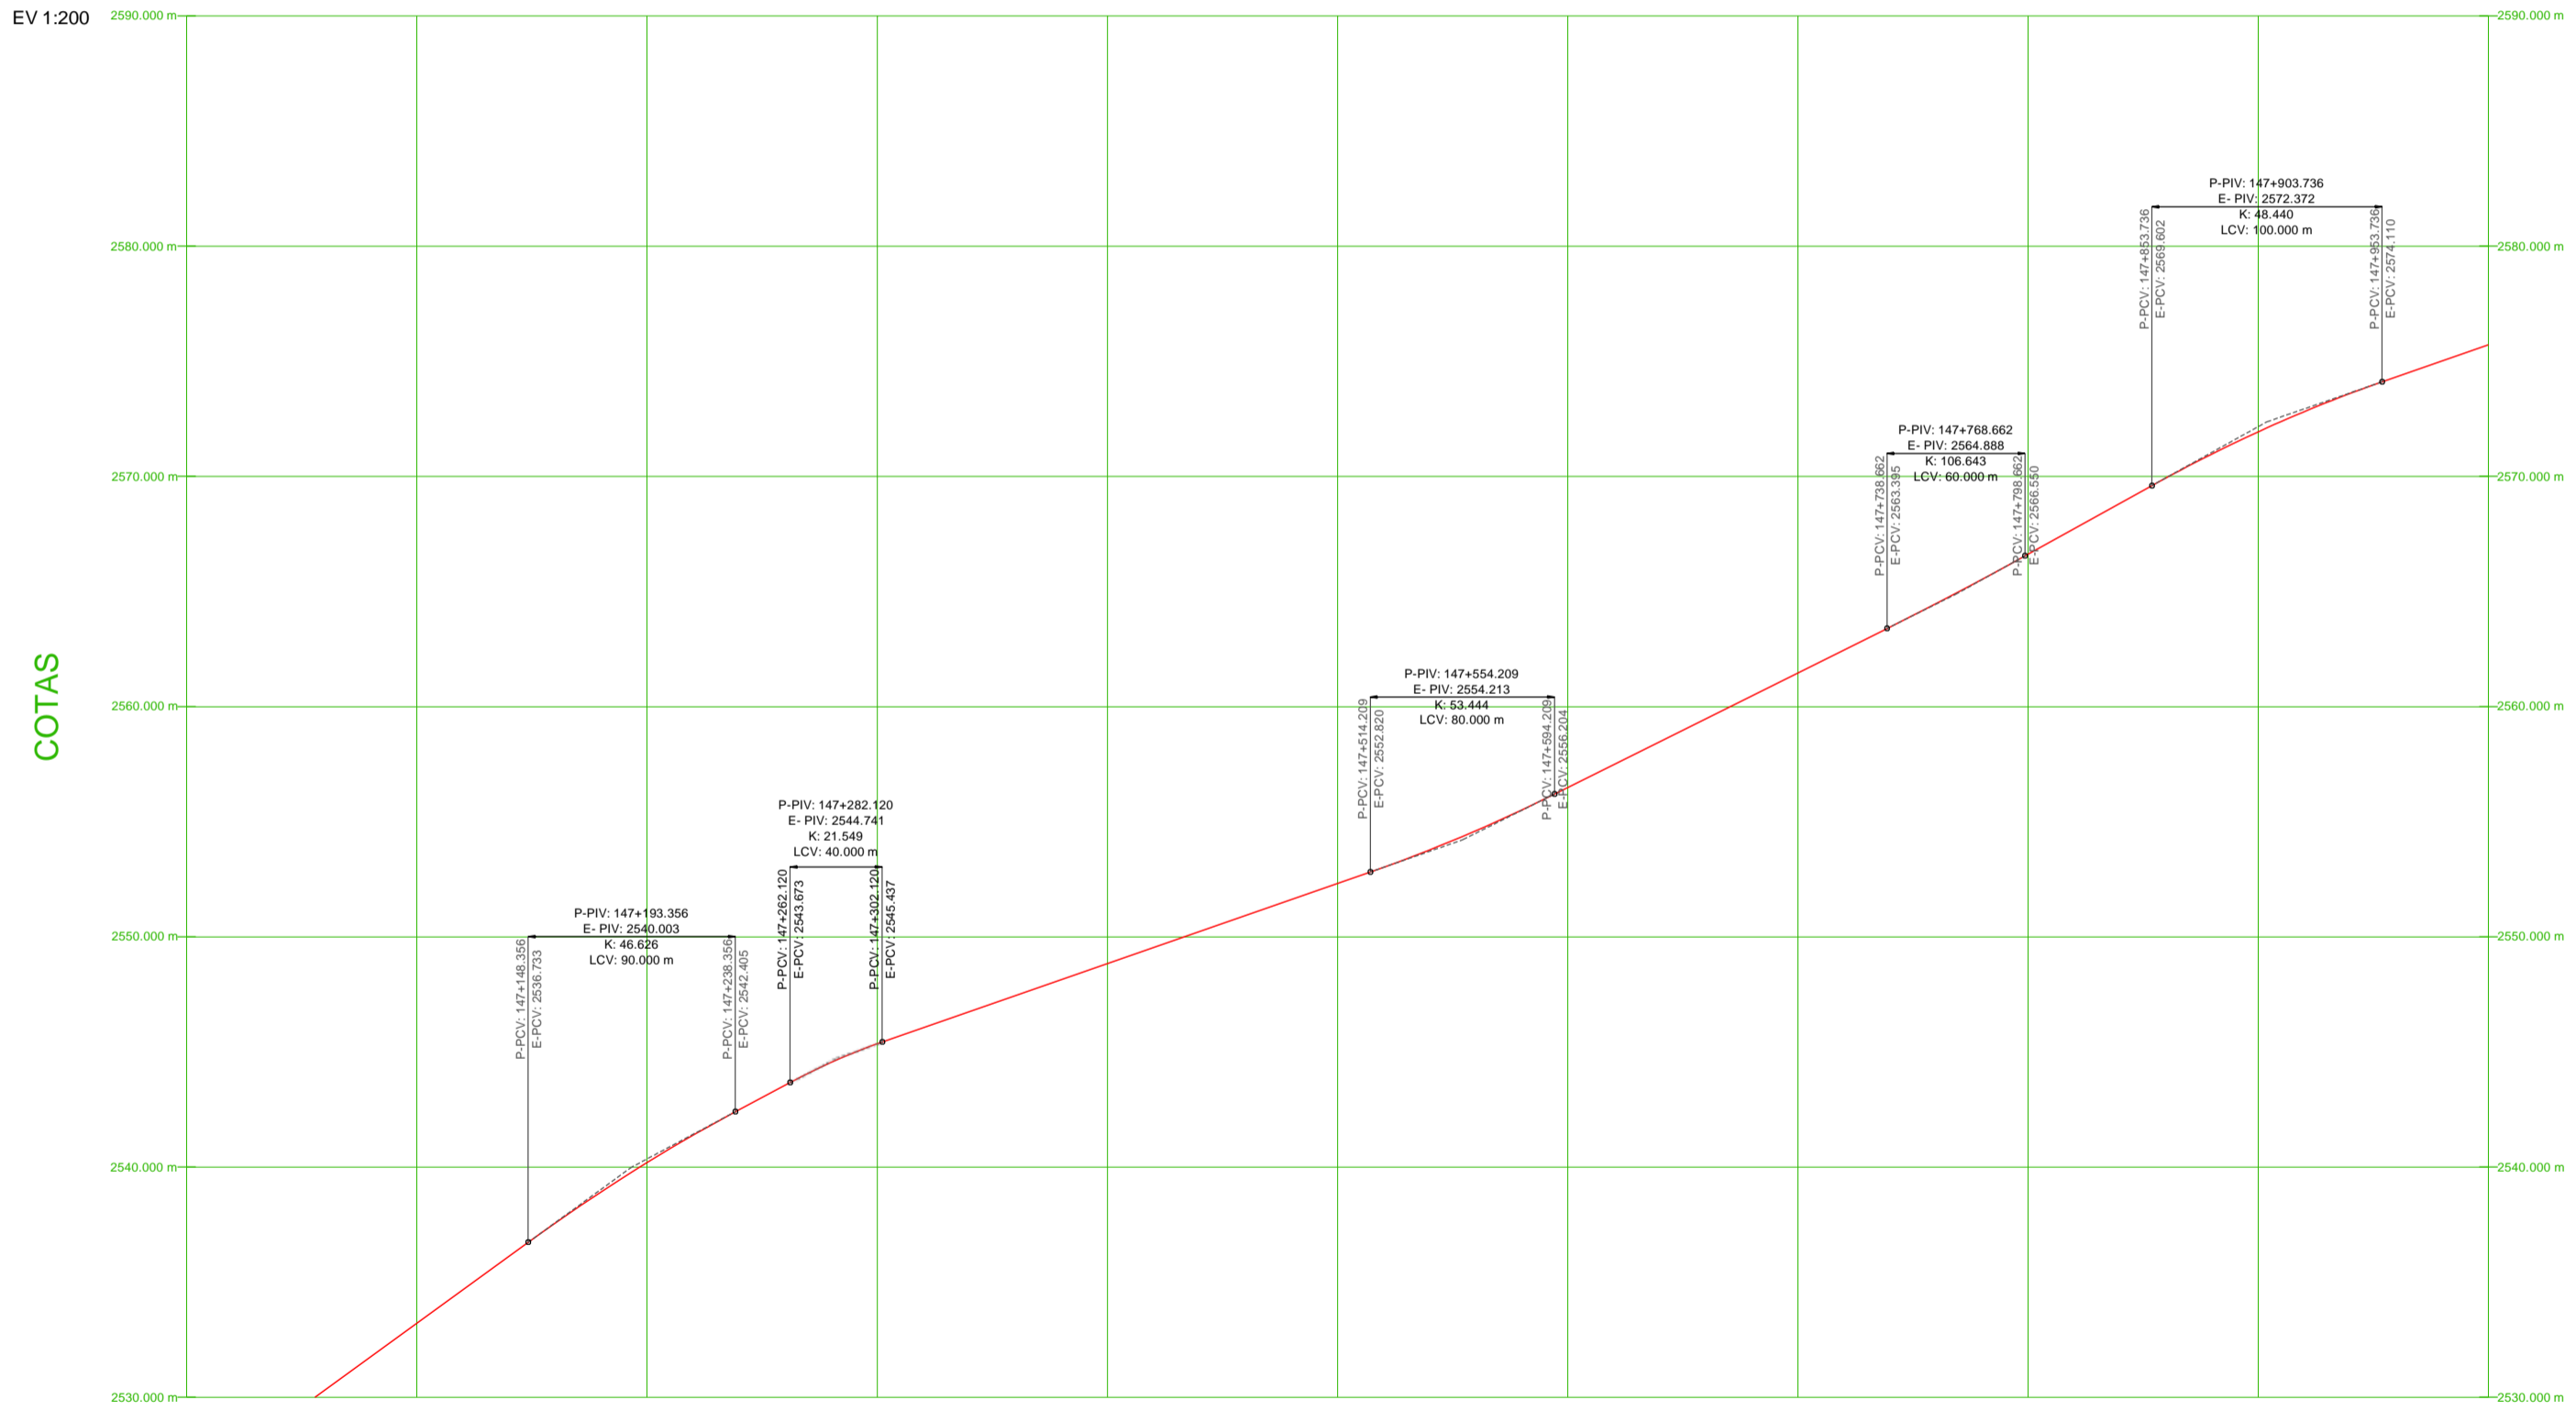 EV 1:200
COTAS
2590.000 m
2580.000 m
2570.000 m
2560.000 m
2550.000 m
2540.000 m
2530.000 m
P-PIV: 147+193.356
E- PIV: 2540.003
K: 46.626
LCV: 90.000 m
P-PCV: 147+148.356
E-PCV: 2536.733
P-PCV: 147+238.356
E-PCV: 2542.405
P-PIV: 147+282.120
E- PIV: 2544.741
K: 21.549
LCV: 40.000 m
P-PCV: 147+262.120
E-PCV: 2543.673
P-PCV: 147+302.120
E-PCV: 2545.437
P-PIV: 147+554.209
E- PIV: 2554.213
K: 53.444
LCV: 80.000 m
P-PCV: 147+514.209
E-PCV: 2552.820
P-PCV: 147+594.209
E-PCV: 2556.204
P-PIV: 147+768.662
E- PIV: 2564.888
K: 106.643
LCV: 60.000 m
P-PCV: 147+738.662
E-PCV: 2563.395
P-PCV: 147+798.662
E-PCV: 2566.550
P-PIV: 147+903.736
E- PIV: 2572.372
K: 48.440
LCV: 100.000 m
P-PCV: 147+853.736
E-PCV: 2569.602
P-PCV: 147+953.736
E-PCV: 2574.110
2590.000 m
2580.000 m
2570.000 m
2560.000 m
2550.000 m
2540.000 m
2530.000 m